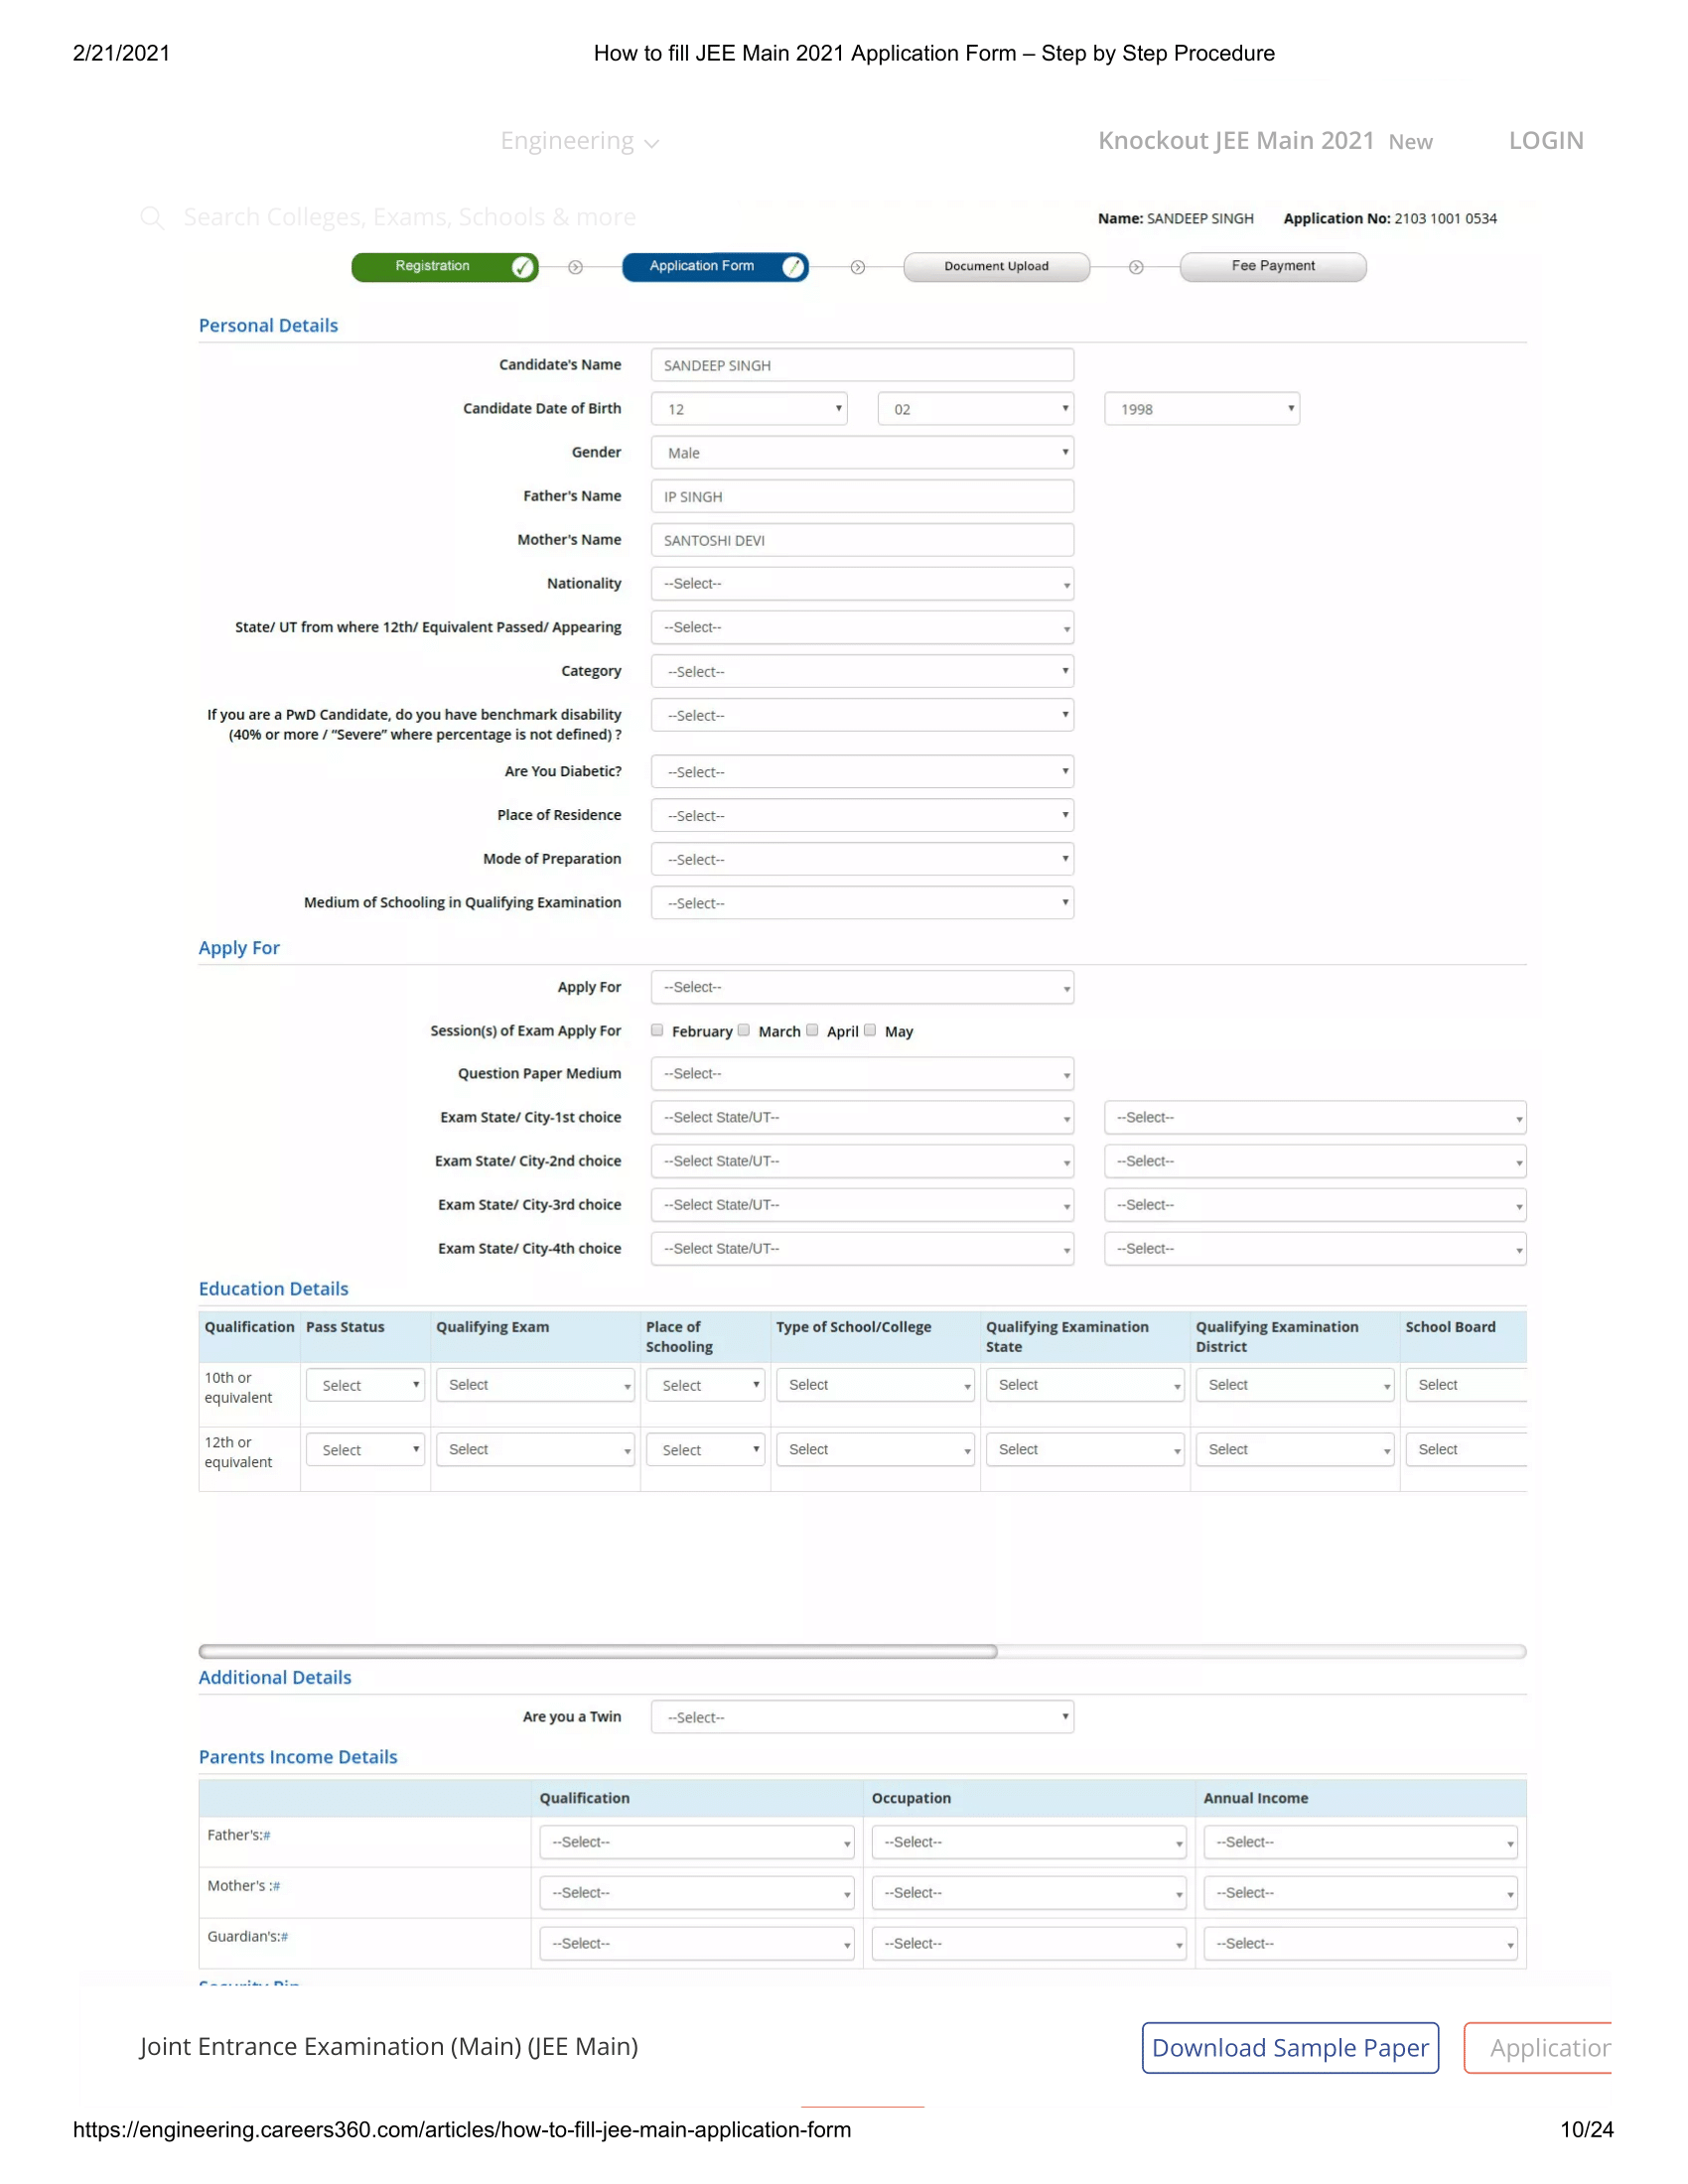 2/21/2021 How to fill JEE Main 2021 Application Form – Step by Step Procedure
Engineering Knockout JEE Main 2021 New LOGIN
Search Colleges, Exams, Schools & more
Name: SANDEEP SINGH Application No: 2103 1001 0534
Registration Application Form Document Upload Fee Payment
Personal Details
Candidate's Name SANDEEP SINGH
Candidate Date of Birth 12 02 1998
Gender Male
Father's Name IP SINGH
Mother's Name SANTOSHI DEVI
Nationality --Select--
State/ UT from where 12th/ Equivalent Passed/ Appearing --Select--
Category --Select--
If you are a PwD Candidate, do you have benchmark disability --Select--
(40% or more / “Severe” where percentage is not defined) ?
Are You Diabetic? --Select--
Place of Residence --Select--
Mode of Preparation --Select--
Medium of Schooling in Qualifying Examination --Select--
Apply For
Apply For --Select--
Session(s) of Exam Apply For February March April May
Question Paper Medium --Select--
Exam State/ City-1st choice --Select State/UT-- --Select--
Exam State/ City-2nd choice --Select State/UT-- --Select--
Exam State/ City-3rd choice --Select State/UT-- --Select--
Exam State/ City-4th choice --Select State/UT-- --Select--
Education Details
Qualification Pass Status Qualifying Exam Place of Schooling Type of School/College Qualifying Examination State Qualifying Examination District School Board
10th or equivalent Select Select Select Select Select Select Select
12th or equivalent Select Select Select Select Select Select Select
Additional Details
Are you a Twin --Select--
Parents Income Details
Qualification Occupation Annual Income
Father's:# --Select-- --Select-- --Select--
Mother's :# --Select-- --Select-- --Select--
Guardian's:# --Select-- --Select-- --Select--
Joint Entrance Examination (Main) (JEE Main) Download Sample Paper Application
https://engineering.careers360.com/articles/how-to-fill-jee-main-application-form 10/24